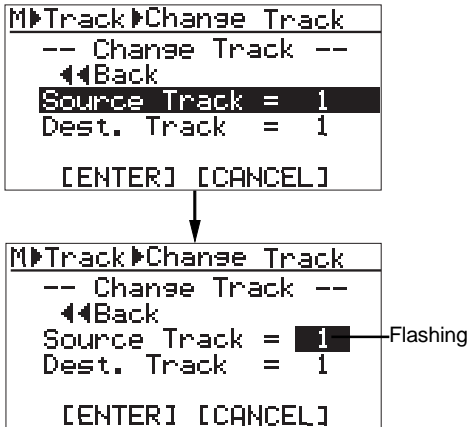 M▶Track▶Change Track
-- Change Track --
◀◀Back
Source Track = 1
Dest. Track = 1
[ENTER] [CANCEL]
M▶Track▶Change Track
-- Change Track --
◀◀Back
Source Track = 1
Flashing
Dest. Track = 1
[ENTER] [CANCEL]